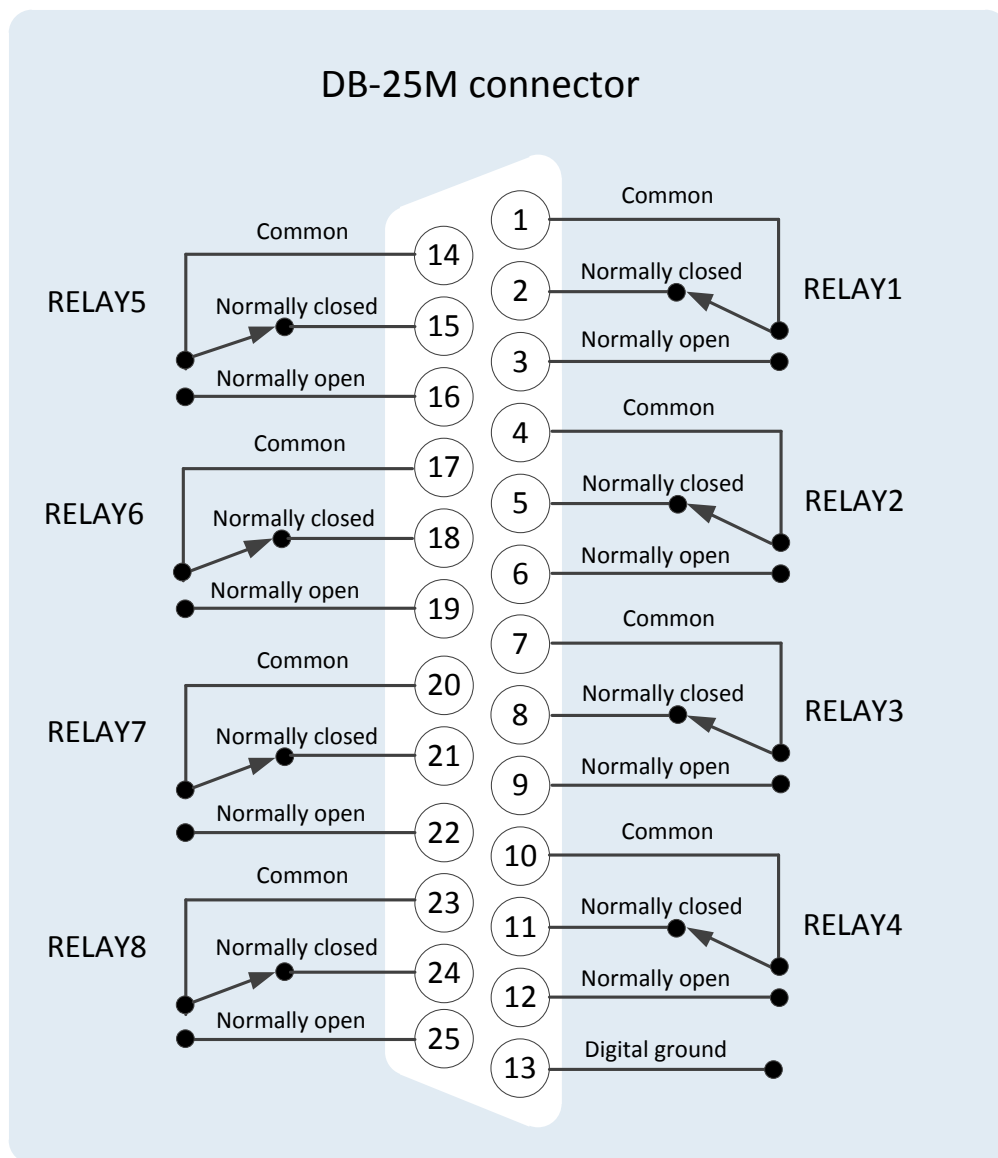 DB-25M connector
Common
1
Common
14
Normally closed
2
RELAY1
RELAY5
Normally closed
15
Normally open
3
Normally open
16
Common
4
Common
17
Normally closed
5
RELAY2
RELAY6
Normally closed
18
Normally open
6
Normally open
19
Common
7
Common
20
Normally closed
8
RELAY3
RELAY7
Normally closed
21
Normally open
9
Normally open
22
Common
10
Common
23
Normally closed
11
RELAY4
RELAY8
Normally closed
24
Normally open
12
Normally open
25
Digital ground
13